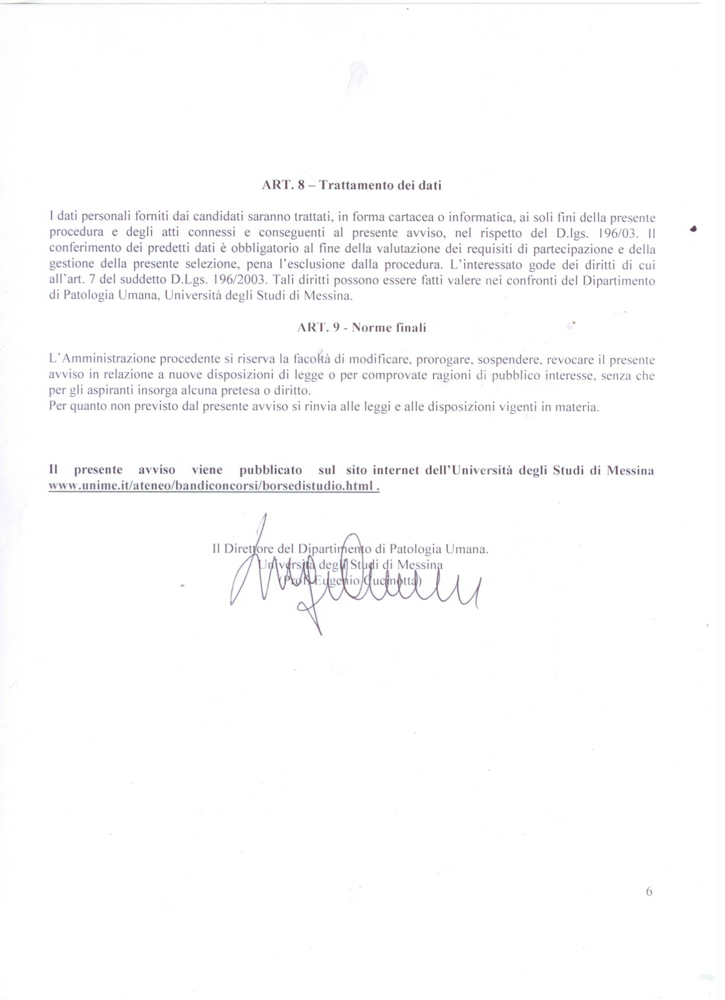 ART. 8 – Trattamento dei dati
I dati personali forniti dai candidati saranno trattati, in forma cartacea o informatica, ai soli fini della presente
procedura e degli atti connessi e conseguenti al presente avviso, nel rispetto del D.lgs. 196/03. Il
conferimento dei predetti dati è obbligatorio al fine della valutazione dei requisiti di partecipazione e della
gestione della presente selezione, pena l'esclusione dalla procedura. L'interessato gode dei diritti di cui
all'art. 7 del suddetto D.Lgs. 196/2003. Tali diritti possono essere fatti valere nei confronti del Dipartimento
di Patologia Umana, Università degli Studi di Messina.
ART. 9 - Norme finali
L'Amministrazione procedente si riserva la facoltà di modificare, prorogare, sospendere, revocare il presente
avviso in relazione a nuove disposizioni di legge o per comprovate ragioni di pubblico interesse, senza che
per gli aspiranti insorga alcuna pretesa o diritto.
Per quanto non previsto dal presente avviso si rinvia alle leggi e alle disposizioni vigenti in materia.
Il presente avviso viene pubblicato sul sito internet dell'Università degli Studi di Messina
www.unime.it/ateneo/bandiconcorsi/borsedistudio.html .
Il Direttore del Dipartimento di Patologia Umana.
Università degli Studi di Messina
(Prof. Eugenio Cucinotta)
6